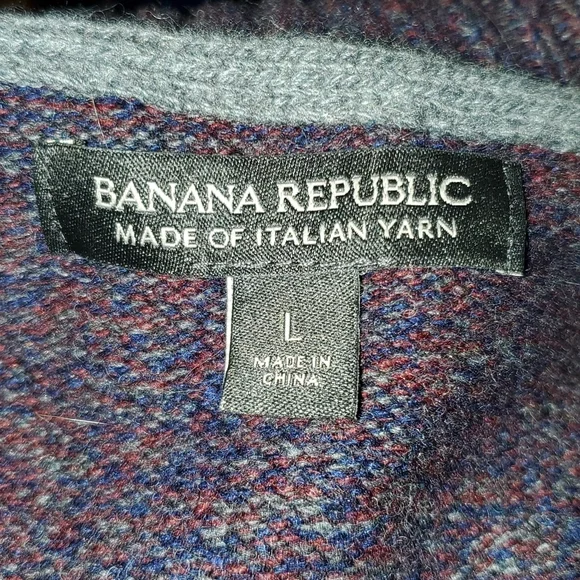 BANANA REPUBLIC
MADE OF ITALIAN YARN
L
MADE IN
CHINA